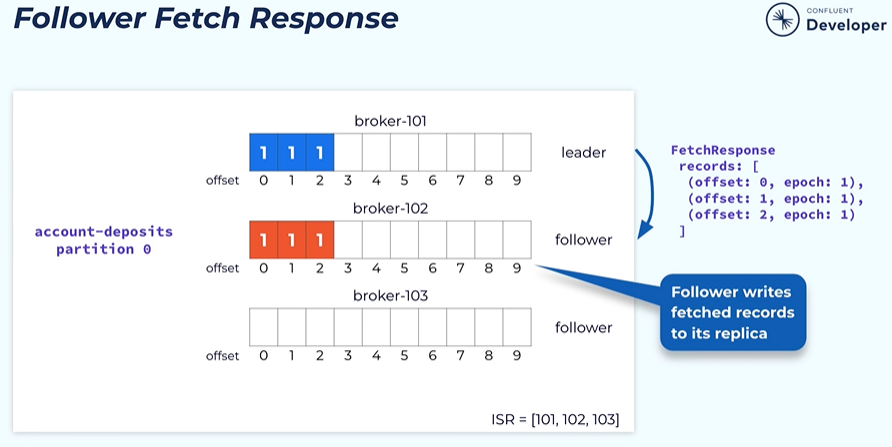 Follower Fetch Response
CONFLUENT
Developer
broker-101
1 1 1
leader
offset 0 1 2 3 4 5 6 7 8 9
broker-102
account-deposits
partition 0
1 1 1
follower
offset 0 1 2 3 4 5 6 7 8 9
broker-103
follower
offset 0 1 2 3 4 5 6 7 8 9
ISR = [101, 102, 103]
FetchResponse
records: [
(offset: 0, epoch: 1),
(offset: 1, epoch: 1),
(offset: 2, epoch: 1)
]
Follower writes
fetched records
to its replica